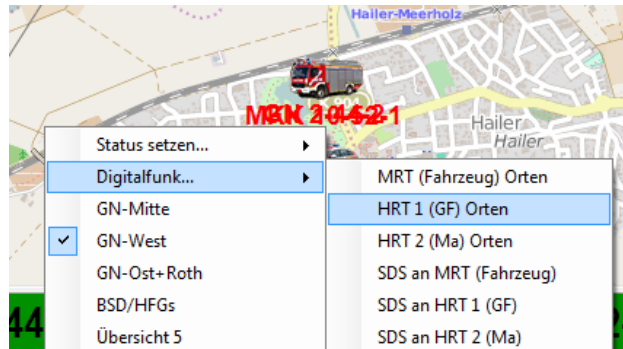 Hailer-Meerholz
Hailer
Hailer
Status setzen...
Digitalfunk...
MRT (Fahrzeug) Orten
GN-Mitte
HRT 1 (GF) Orten
GN-West
HRT 2 (Ma) Orten
GN-Ost+Roth
SDS an MRT (Fahrzeug)
BSD/HFGs
SDS an HRT 1 (GF)
Übersicht 5
SDS an HRT 2 (Ma)
44